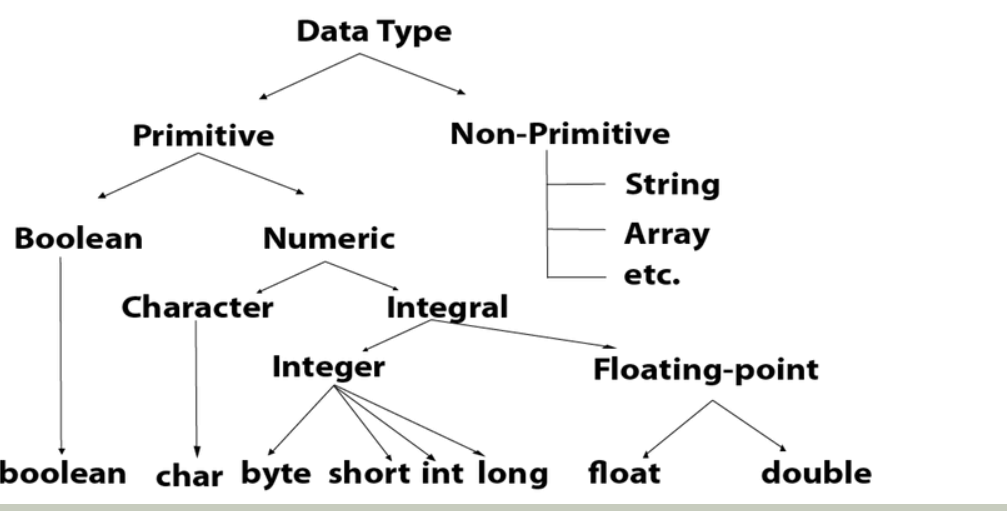 Data Type
Primitive
Non-Primitive
String
Boolean
Numeric
Array
etc.
Character
Integral
Integer
Floating-point
boolean
char
byte
short
int
long
float
double